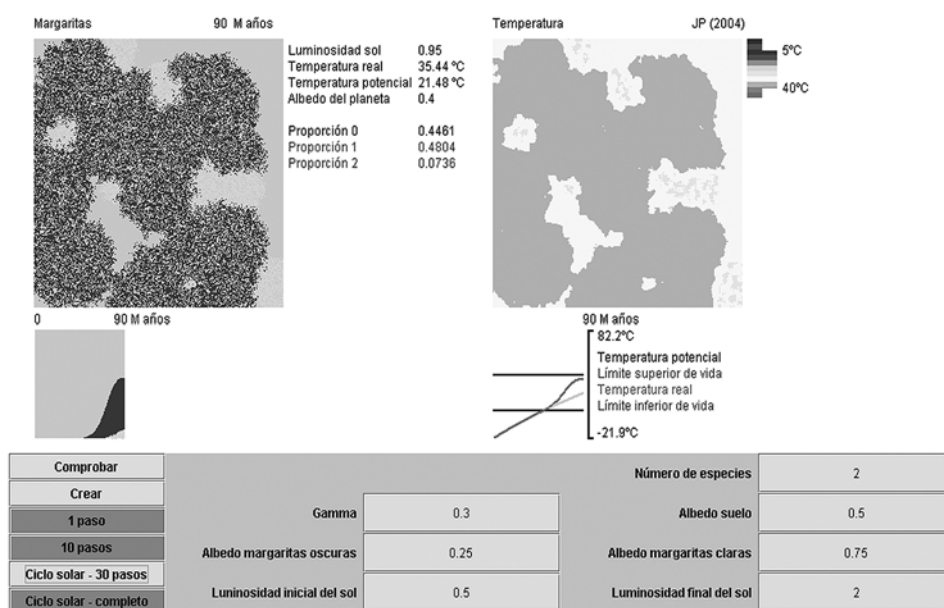 Margaritas 90 M años
Luminosidad sol 0.95
Temperatura real 35.44 ºC
Temperatura potencial 21.48 ºC
Albedo del planeta 0.4
Proporción 0 0.4461
Proporción 1 0.4804
Proporción 2 0.0736
0 90 M años
Temperatura JP (2004)
5ºC
40ºC
90 M años
82.2ºC
Temperatura potencial
Límite superior de vida
Temperatura real
Límite inferior de vida
-21.9ºC
Comprobar
Crear
1 paso
10 pasos
Ciclo solar - 30 pasos
Ciclo solar - completo
Gamma 0.3
Albedo margaritas oscuras 0.25
Luninosidad inicial del sol 0.5
Número de especies 2
Albedo suelo 0.5
Albedo margaritas claras 0.75
Luminosidad final del sol 2